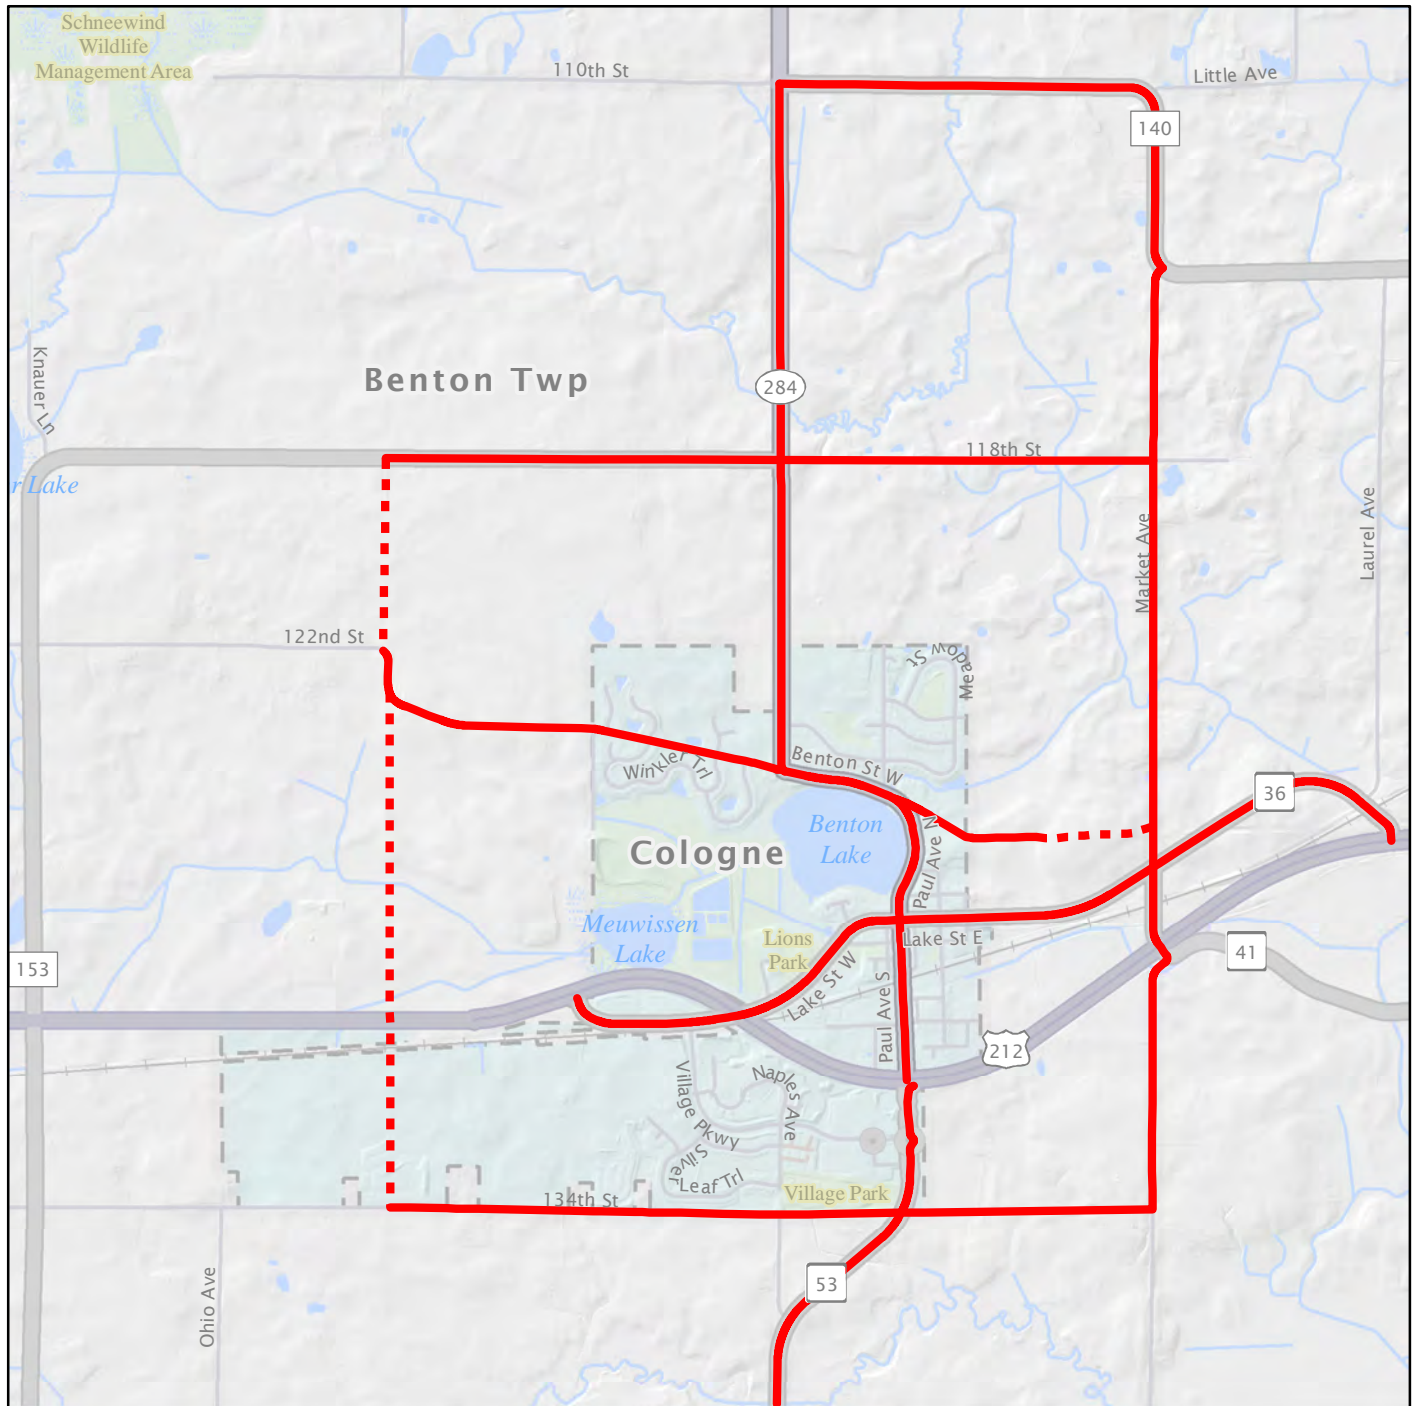 Schneewind
Wildlife
Management Area
110th St
Little Ave
140
Knauer Ln
Benton Twp
284
118th St
r Lake
Market Ave
Laurel Ave
122nd St
Meadow St
Winkler Trl
Benton St W
36
Benton
Lake
Cologne
Paul Ave N
Meuwissen
Lake
Lions
Park
Lake St E
41
153
Lake St W
Paul Ave S
212
Village Pkwy
Naples Ave
Silver
Leaf Trl
Village Park
134th St
Ohio Ave
53